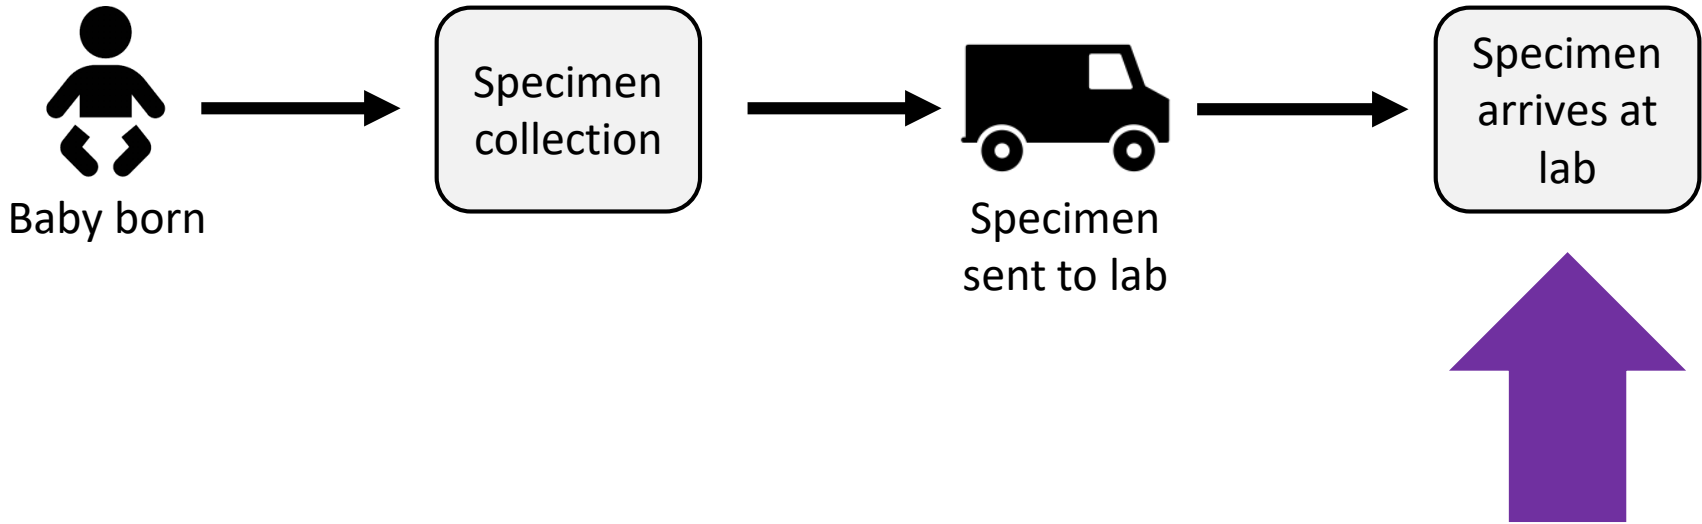 Baby born
Specimen
collection
Specimen
sent to lab
Specimen
arrives at
lab